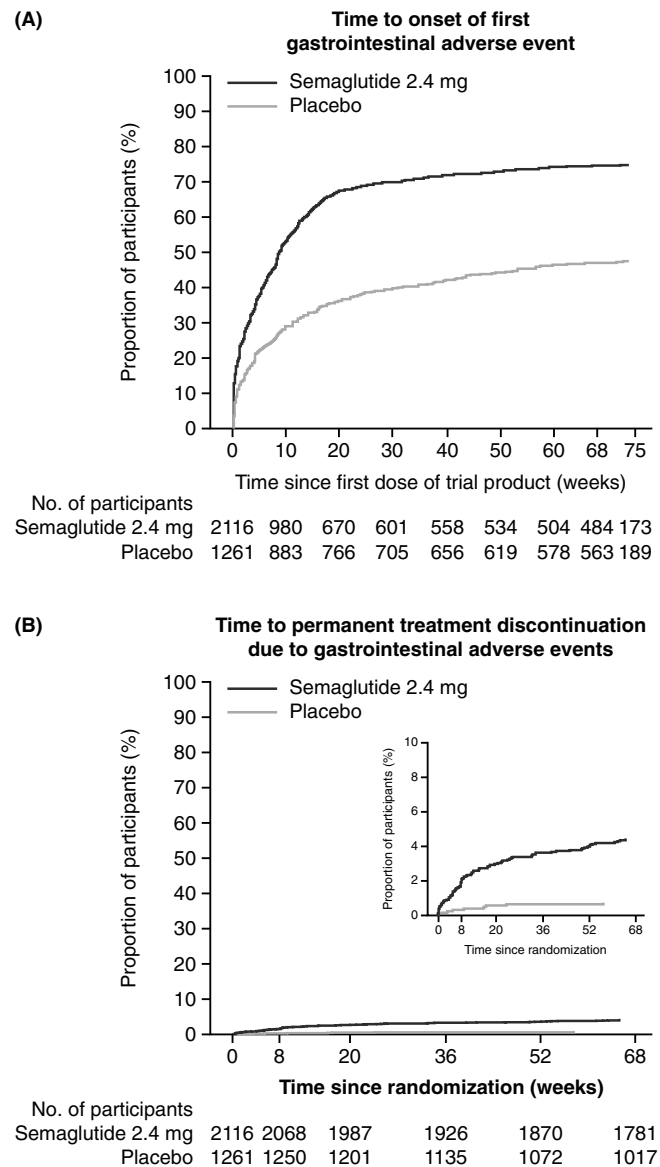 (A)
Time to onset of first
gastrointestinal adverse event
100
90
80
70
60
50
40
30
20
10
0
Proportion of participants (%)
Semaglutide 2.4 mg
Placebo
0 10 20 30 40 50 60 68 75
Time since first dose of trial product (weeks)
No. of participants
Semaglutide 2.4 mg 2116 980 670 601 558 534 504 484 173
Placebo 1261 883 766 705 656 619 578 563 189
(B)
Time to permanent treatment discontinuation
due to gastrointestinal adverse events
100
90
80
70
60
50
40
30
20
10
0
Proportion of participants (%)
Semaglutide 2.4 mg
Placebo
10
8
6
4
2
0
Proportion of participants (%)
0 8 20 36 52 68
Time since randomization
0 8 20 36 52 68
Time since randomization (weeks)
No. of participants
Semaglutide 2.4 mg 2116 2068 1987 1926 1870 1781
Placebo 1261 1250 1201 1135 1072 1017